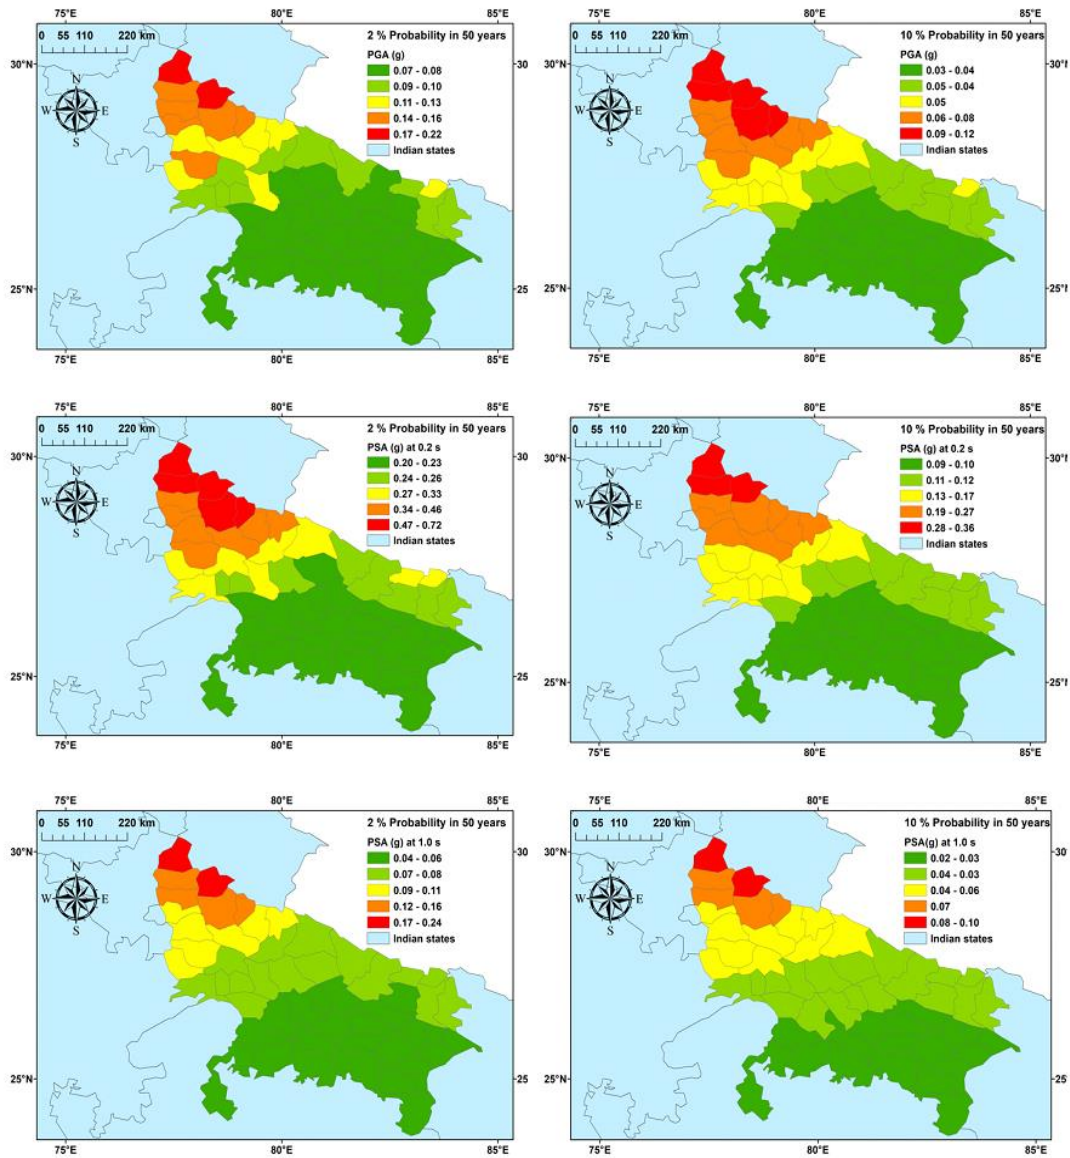 75°E 80°E 85°E
0 55 110 220 km
2 % Probability in 50 years
PGA (g)
0.07 - 0.08
0.09 - 0.10
0.11 - 0.13
0.14 - 0.16
0.17 - 0.22
Indian states
N
W E
S
30°N 30
25°N 25
75°E 80°E 85°E
75°E 80°E 85°E
0 55 110 220 km
10 % Probability in 50 years
PGA (g)
0.03 - 0.04
0.05 - 0.04
0.05
0.06 - 0.08
0.09 - 0.12
Indian states
N
W E
S
30°N 30°
25°N 25°
75°E 80°E 85°E
75°E 80°E 85°E
0 55 110 220 km
2 % Probability in 50 years
PSA (g) at 0.2 s
0.20 - 0.23
0.24 - 0.26
0.27 - 0.33
0.34 - 0.46
0.47 - 0.72
Indian states
N
W E
S
30°N 30
25°N 25
75°E 80°E 85°E
75°E 80°E 85°E
0 55 110 220 km
10 % Probability in 50 years
PSA (g) at 0.2 s
0.09 - 0.10
0.11 - 0.12
0.13 - 0.17
0.19 - 0.27
0.28 - 0.36
Indian states
N
W E
S
30°N 30°
25°N 25°
75°E 80°E 85°E
75°E 80°E 85°E
0 55 110 220 km
2 % Probability in 50 years
PSA (g) at 1.0 s
0.04 - 0.06
0.07 - 0.08
0.09 - 0.11
0.12 - 0.16
0.17 - 0.24
Indian states
N
W E
S
30°N 30
25°N 25
75°E 80°E 85°E
75°E 80°E 85°E
0 55 110 220 km
10 % Probability in 50 years
PSA(g) at 1.0 s
0.02 - 0.03
0.04 - 0.03
0.04 - 0.06
0.07
0.08 - 0.10
Indian states
N
W E
S
30°N 30
25°N 25
75°E 80°E 85°E